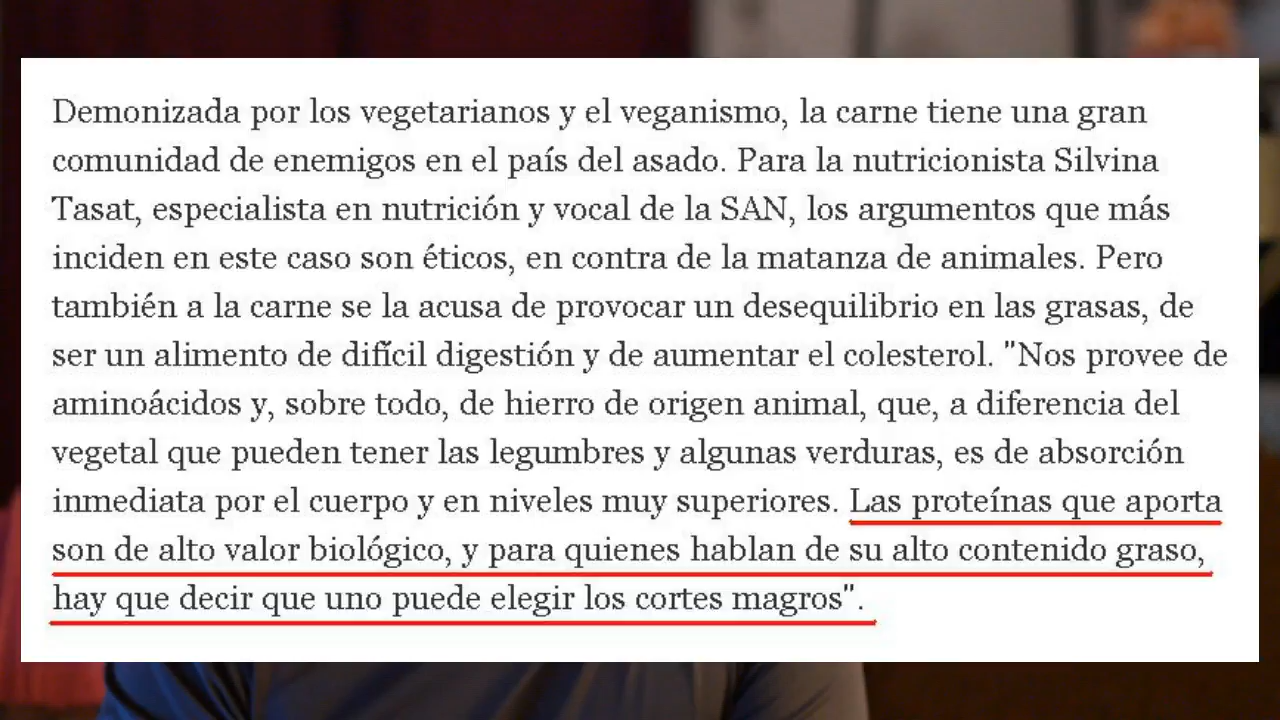 Demonizada por los vegetarianos y el veganismo, la carne tiene una gran
comunidad de enemigos en el país del asado. Para la nutricionista Silvina
Tasat, especialista en nutrición y vocal de la SAN, los argumentos que más
inciden en este caso son éticos, en contra de la matanza de animales. Pero
también a la carne se la acusa de provocar un desequilibrio en las grasas, de
ser un alimento de difícil digestión y de aumentar el colesterol. "Nos provee de
aminoácidos y, sobre todo, de hierro de origen animal, que, a diferencia del
vegetal que pueden tener las legumbres y algunas verduras, es de absorción
inmediata por el cuerpo y en niveles muy superiores. Las proteínas que aporta
son de alto valor biológico, y para quienes hablan de su alto contenido graso,
hay que decir que uno puede elegir los cortes magros".